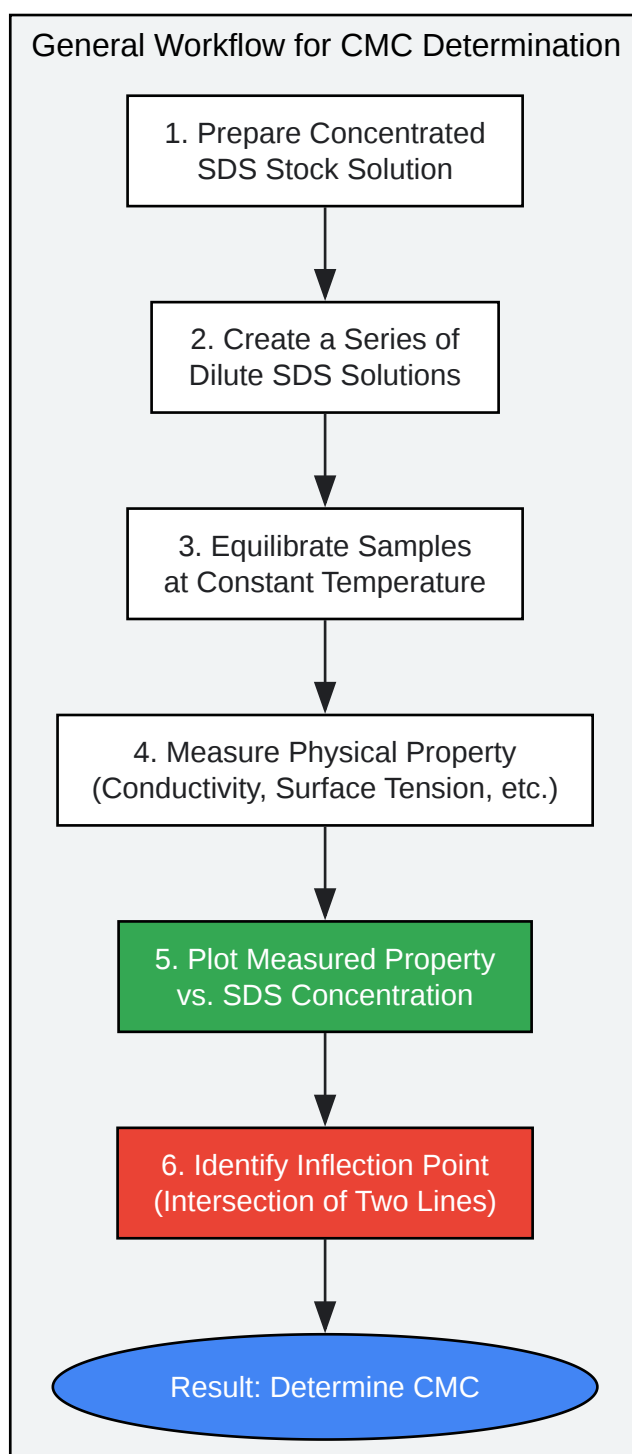 General Workflow for CMC Determination
1. Prepare Concentrated
SDS Stock Solution
2. Create a Series of
Dilute SDS Solutions
3. Equilibrate Samples
at Constant Temperature
4. Measure Physical Property
(Conductivity, Surface Tension, etc.)
5. Plot Measured Property
vs. SDS Concentration
6. Identify Inflection Point
(Intersection of Two Lines)
Result: Determine CMC